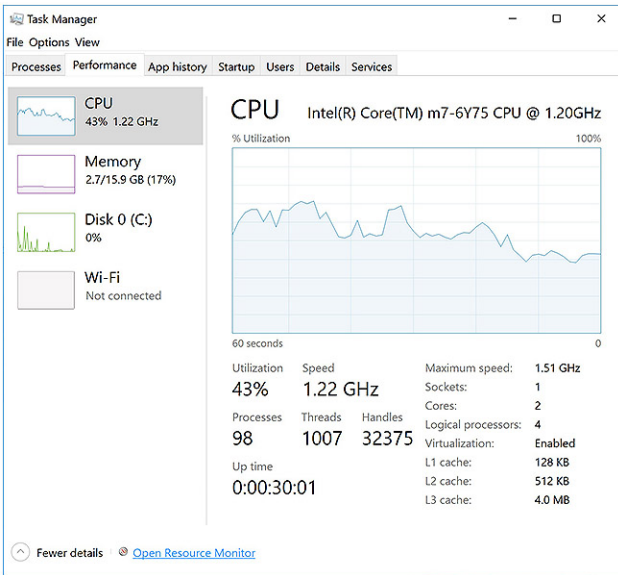 Task Manager
File Options View
Processes Performance App history Startup Users Details Services
CPU
43% 1.22 GHz
Memory
2.7/15.9 GB (17%)
Disk 0 (C:)
0%
Wi-Fi
Not connected
CPU Intel(R) Core(TM) m7-6Y75 CPU @ 1.20GHz
% Utilization 100%
60 seconds 0
Utilization Speed
43% 1.22 GHz
Processes Threads Handles
98 1007 32375
Up time
0:00:30:01
Maximum speed: 1.51 GHz
Sockets: 1
Cores: 2
Logical processors: 4
Virtualization: Enabled
L1 cache: 128 KB
L2 cache: 512 KB
L3 cache: 4.0 MB
Fewer details Open Resource Monitor